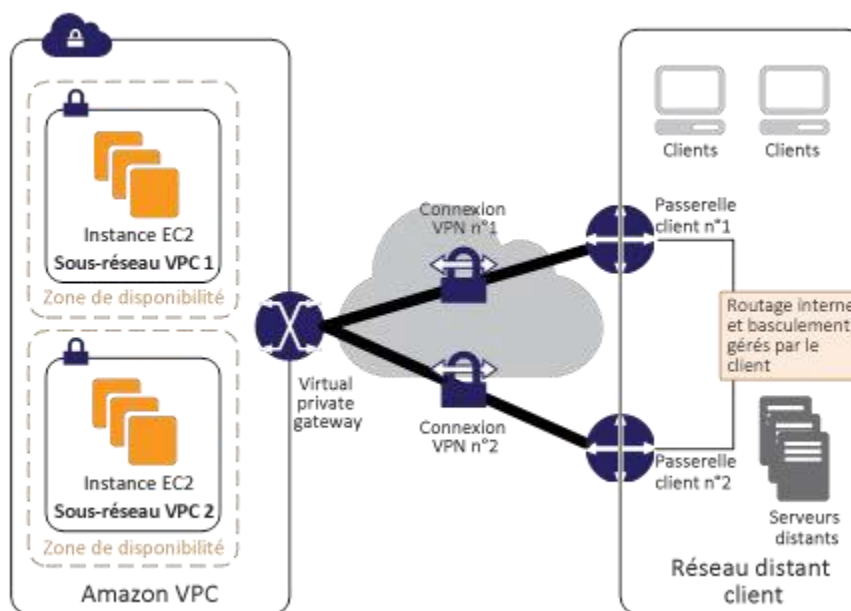 Instance EC2
Sous-réseau VPC 1
Zone de disponibilité
Instance EC2
Sous-réseau VPC 2
Zone de disponibilité
Amazon VPC
Virtual
private
gateway
Connexion
VPN n°1
Connexion
VPN n°2
Clients
Clients
Passerelle
client n°1
Routage interne
et basculement
gérés par le
client
Passerelle
client n°2
Serveurs
distants
Réseau distant
client